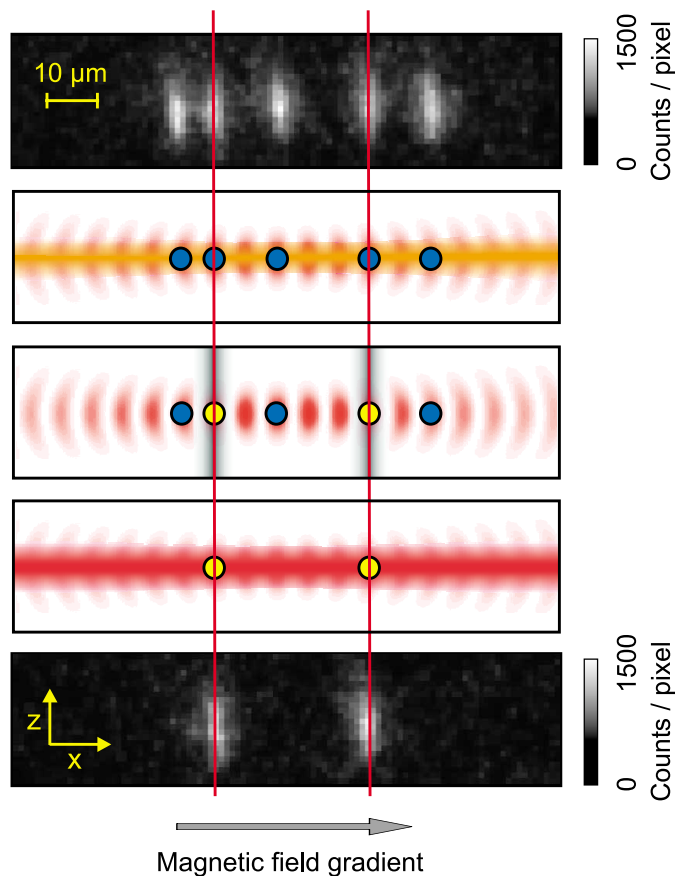 10 µm
1500
0
Counts / pixel
z
x
1500
0
Counts / pixel
Magnetic field gradient